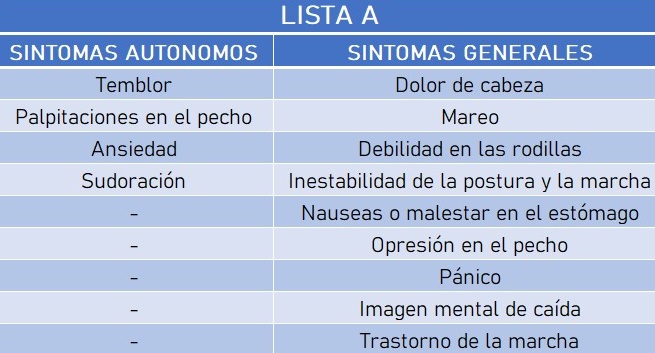 LISTA A
SINTOMAS AUTONOMOS SINTOMAS GENERALES
Temblor Dolor de cabeza
Palpitaciones en el pecho Mareo
Ansiedad Debilidad en las rodillas
Sudoración Inestabilidad de la postura y la marcha
- Nauseas o malestar en el estómago
- Opresión en el pecho
- Pánico
- Imagen mental de caída
- Trastorno de la marcha